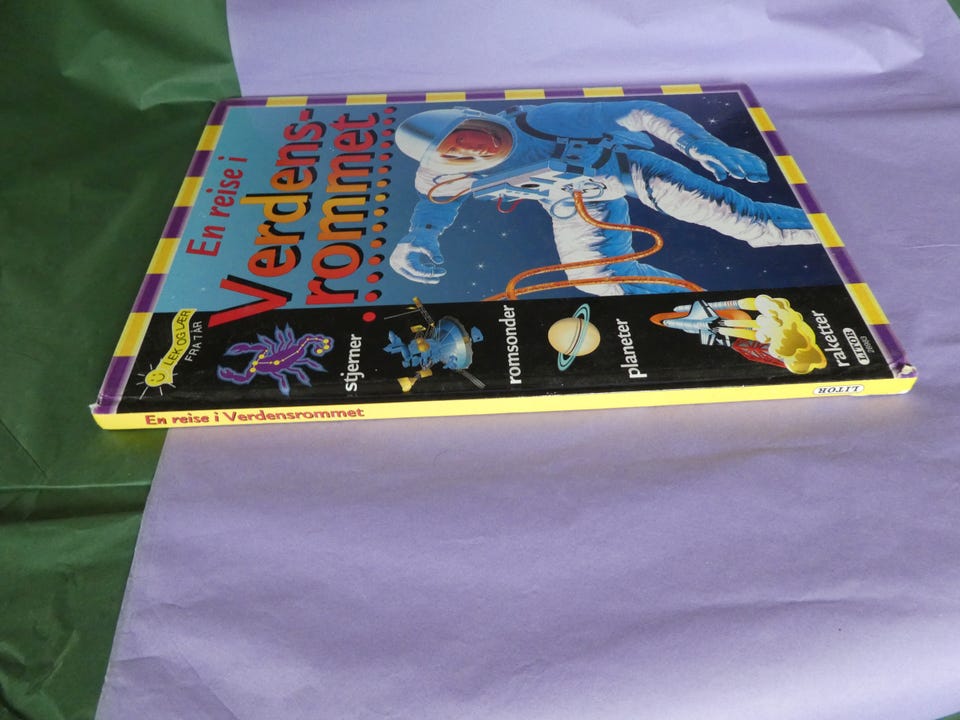 En reise i
Verdens-
rommet
LEK OG LÆR
FRA 7 ÅR
stjerner
romsonder
planeter
raketter
LITOR
En reise i Verdensrommet
LITOR